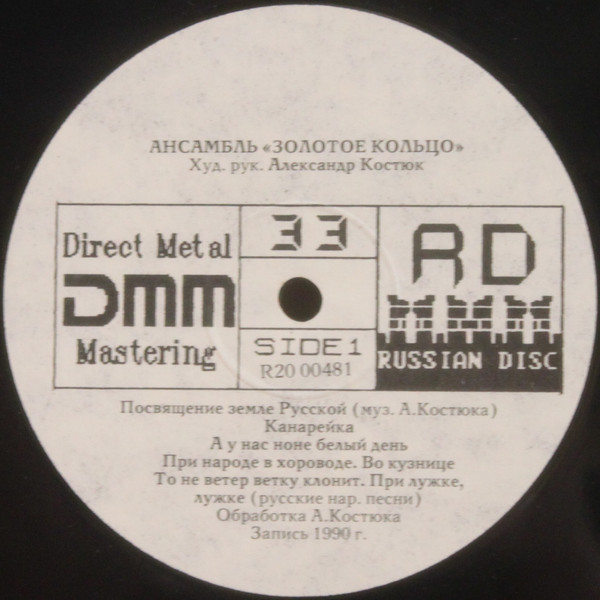 АНСАМБЛЬ «ЗОЛОТОЕ КОЛЬЦО»
Худ. рук. Александр Костюк
Direct Metal
DMM
Mastering
33
SIDE 1
R20 00481
RD
RUSSIAN DISC
Посвящение земле Русской (муз. А.Костюка)
Канарейка
А у нас ноне белый день
При народе в хороводе. Во кузнице
То не ветер ветку клонит. При лужке,
лужке (русские нар. песни)
Обработка А.Костюка
Запись 1990 г.